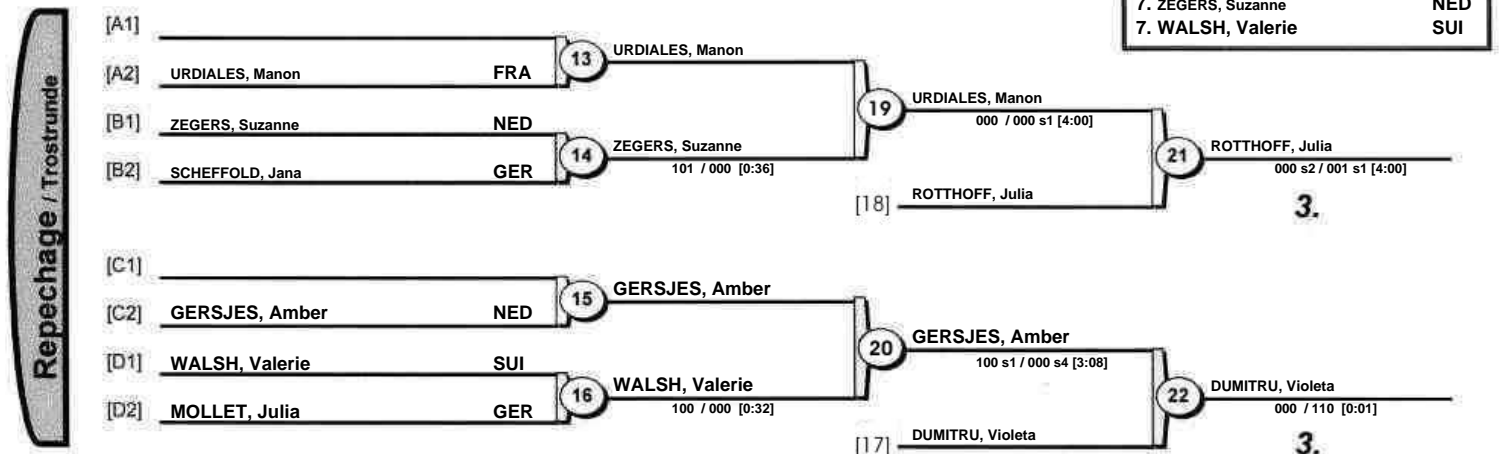 7. ZEGERS, Suzanne NED
7. WALSH, Valerie SUI
Repechage / Trostrunde
[A1]
[A2] URDIALES, Manon FRA
13
URDIALES, Manon
[B1] ZEGERS, Suzanne NED
[B2] SCHEFFOLD, Jana GER
14
ZEGERS, Suzanne
101 / 000 [0:36]
19
URDIALES, Manon
000 / 000 s1 [4:00]
[18] ROTTHOFF, Julia
21
ROTTHOFF, Julia
000 s2 / 001 s1 [4:00]
3.
[C1]
[C2] GERSJES, Amber NED
15
GERSJES, Amber
[D1] WALSH, Valerie SUI
[D2] MOLLET, Julia GER
16
WALSH, Valerie
100 / 000 [0:32]
20
GERSJES, Amber
100 s1 / 000 s4 [3:08]
[17] DUMITRU, Violeta
22
DUMITRU, Violeta
000 / 110 [0:01]
3.